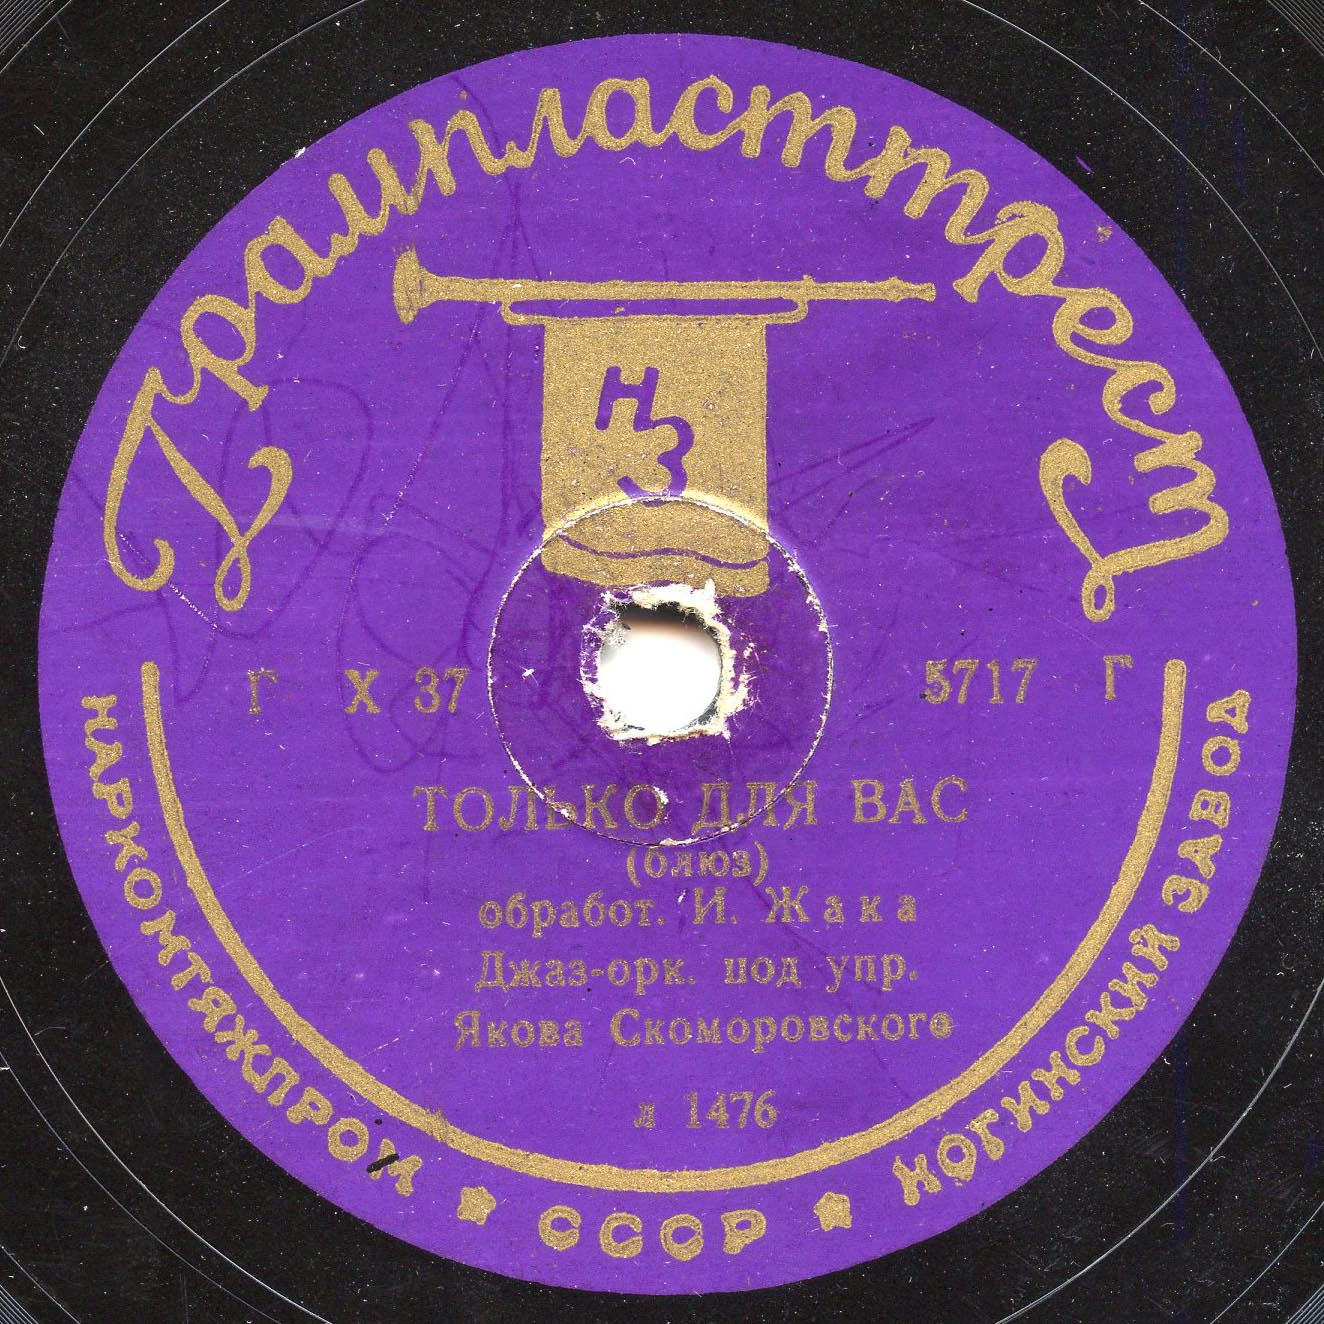 Грампласттрест
НЗ
Г Х 37 5717 Г
ТОЛЬКО ДЛЯ ВАС
(блюз)
обработ. И. Жака
Джаз-орк. под упр.
Якова Скоморовского
л 1476
НАРКОМТЯЖПРОМ ★ СССР ★ НОГИНСКИЙ ЗАВОД